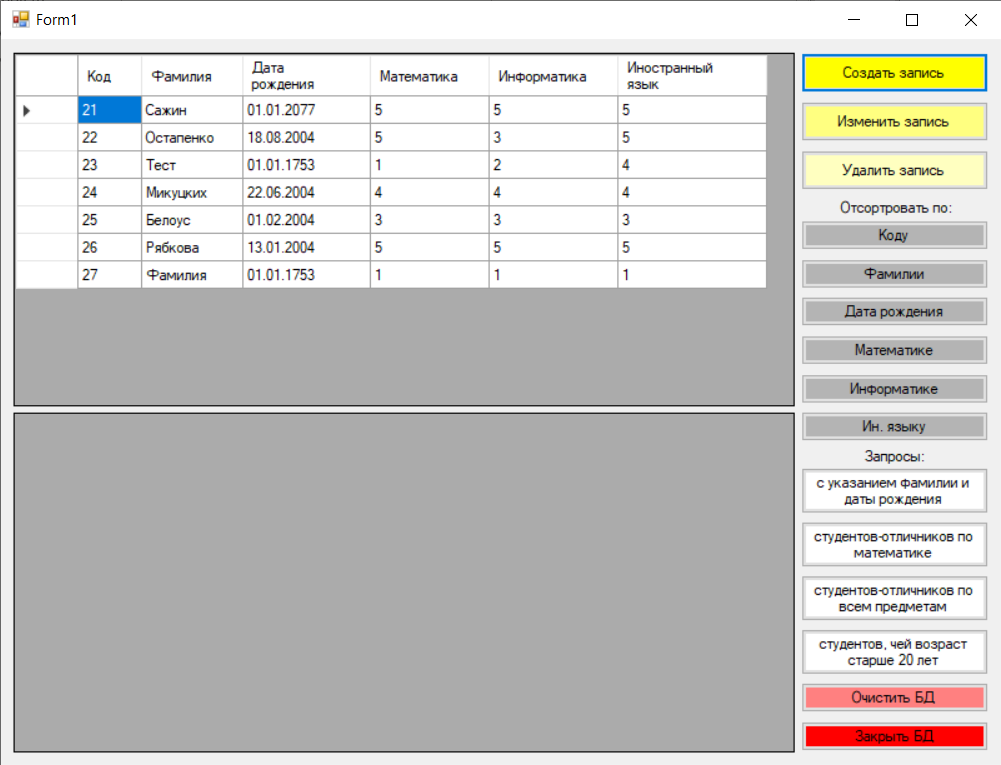 Form1
Код Фамилия Дата рождения Математика Информатика Иностранный язык
21 Сажин 01.01.2077 5 5 5
22 Остапенко 18.08.2004 5 3 5
23 Тест 01.01.1753 1 2 4
24 Микуцких 22.06.2004 4 4 4
25 Белоус 01.02.2004 3 3 3
26 Рябкова 13.01.2004 5 5 5
27 Фамилия 01.01.1753 1 1 1
Создать запись
Изменить запись
Удалить запись
Отсортровать по:
Коду
Фамилии
Дата рождения
Математике
Информатике
Ин. языку
Запросы:
с указанием фамилии и
даты рождения
студентов-отличников по
математике
студентов-отличников по
всем предметам
студентов, чей возраст
старше 20 лет
Очистить БД
Закрыть БД